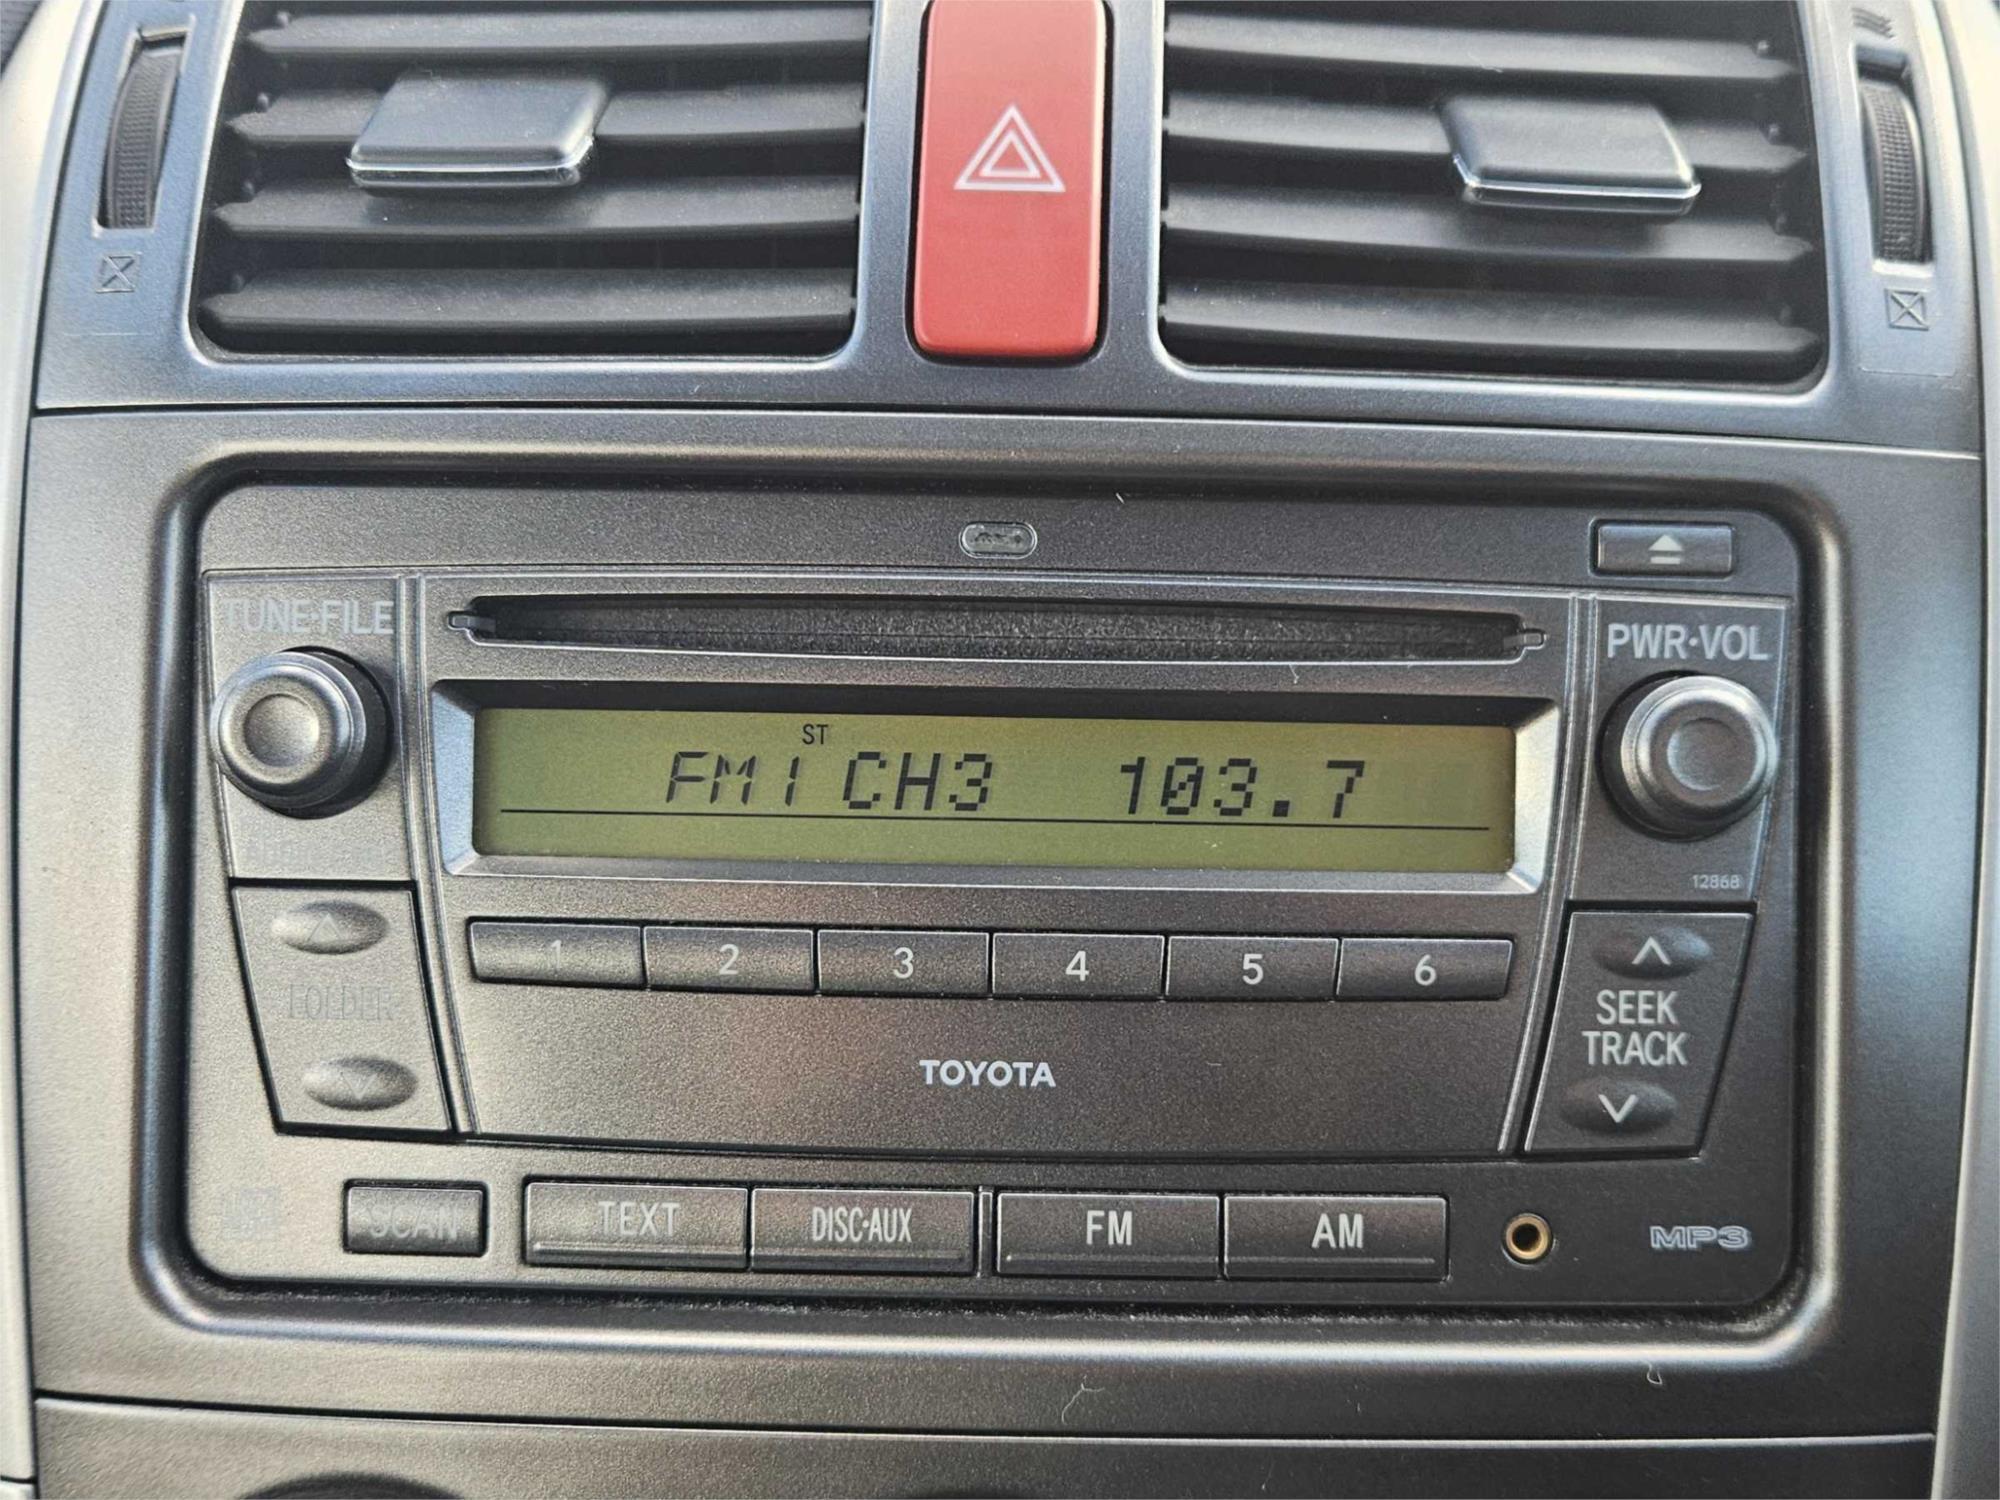 TUNE·FILE
PWR·VOL
ST
FM1 CH3 103.7
12868
1 2 3 4 5 6
FOLDER
SEEK
TRACK
TOYOTA
SCAN TEXT DISC·AUX FM AM
MP3